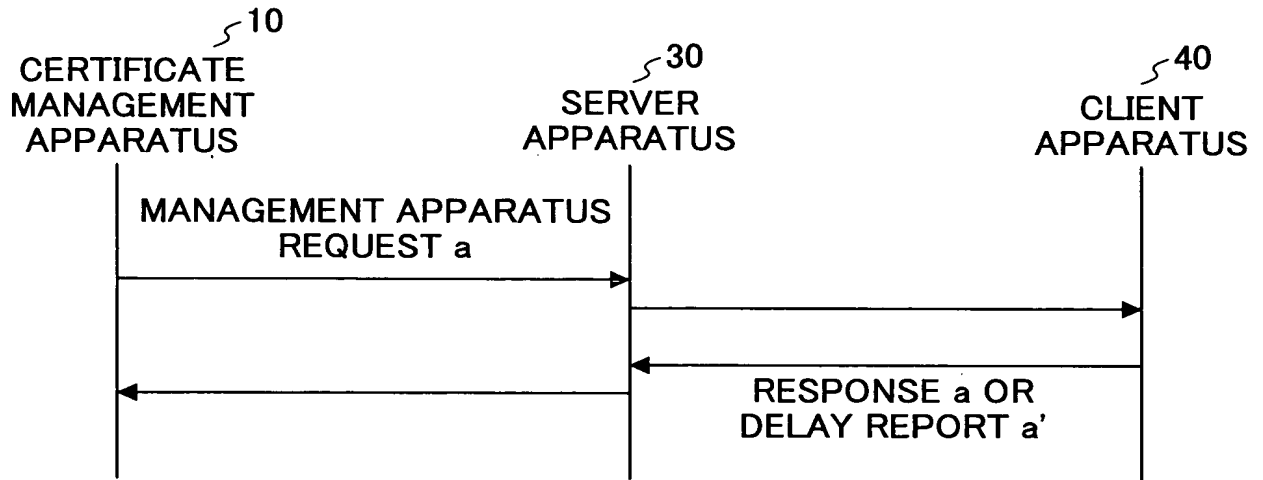 10
CERTIFICATE
MANAGEMENT
APPARATUS
30
SERVER
APPARATUS
40
CLIENT
APPARATUS
MANAGEMENT APPARATUS
REQUEST a
RESPONSE a OR
DELAY REPORT a'